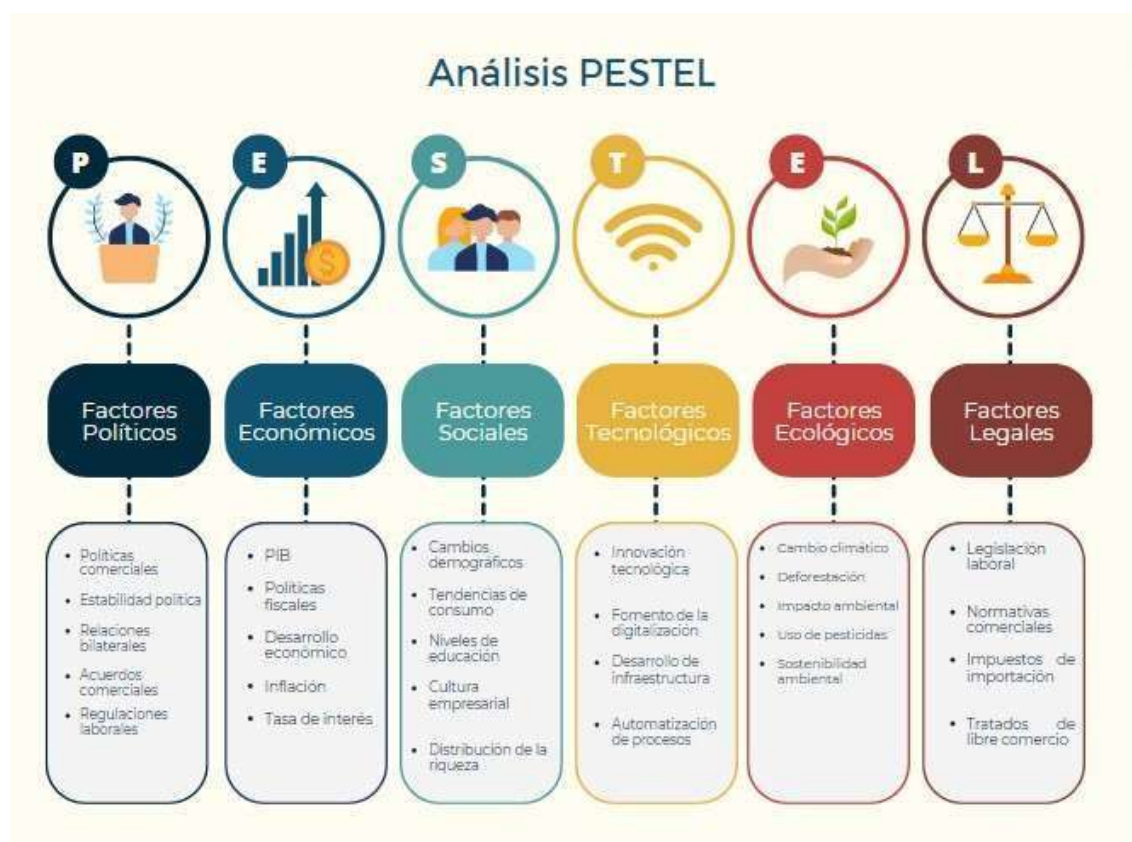 Análisis PESTEL
P
E
S
T
E
L
Factores
Políticos
Factores
Económicos
Factores
Sociales
Factores
Tecnológicos
Factores
Ecológicos
Factores
Legales
• Políticas
comerciales
• Estabilidad política
• Relaciones
bilaterales
• Acuerdos
comerciales
• Regulaciones
laborales
• PIB
• Políticas
fiscales
• Desarrollo
económico
• Inflación
• Tasa de interés
• Cambios
demográficos
• Tendencias de
consumo
• Niveles de
educación
• Cultura
empresarial
• Distribución de la
riqueza
• Innovación
tecnológica
• Fomento de la
digitalización
• Desarrollo de
infraestructura
• Automatización
de procesos
• Cambio climático
• Deforestación
• Impacto ambiental
• Uso de pesticidas
• Sostenibilidad
ambiental
• Legislación
laboral
• Normativas
comerciales
• Impuestos de
importación
• Tratados de
libre comercio
$